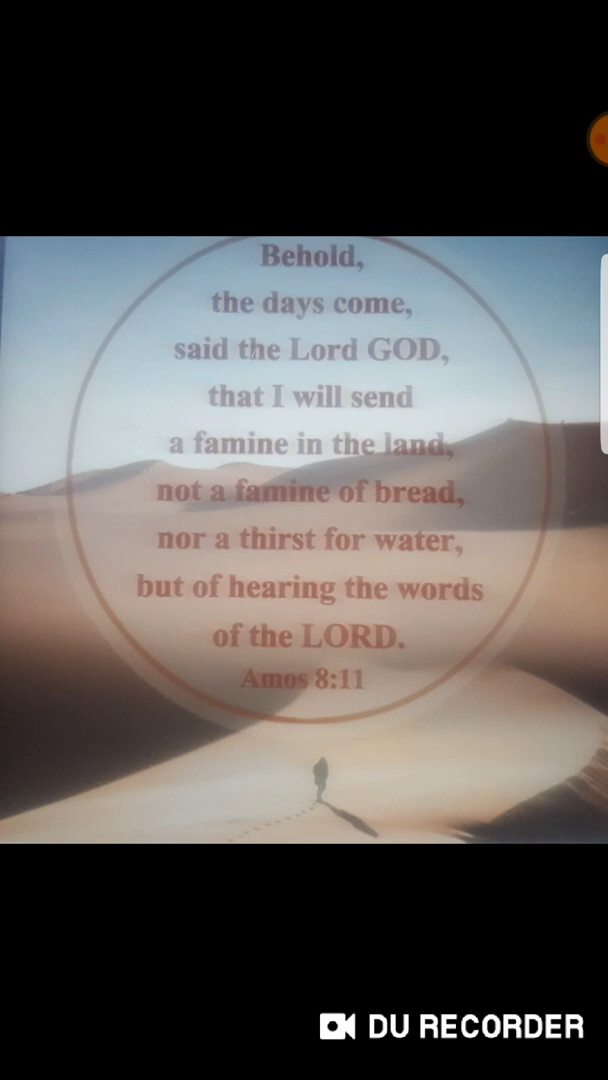 Behold,
the days come,
said the Lord GOD,
that I will send
a famine in the land,
not a famine of bread,
nor a thirst for water,
but of hearing the words
of the LORD.
Amos 8:11
DU RECORDER